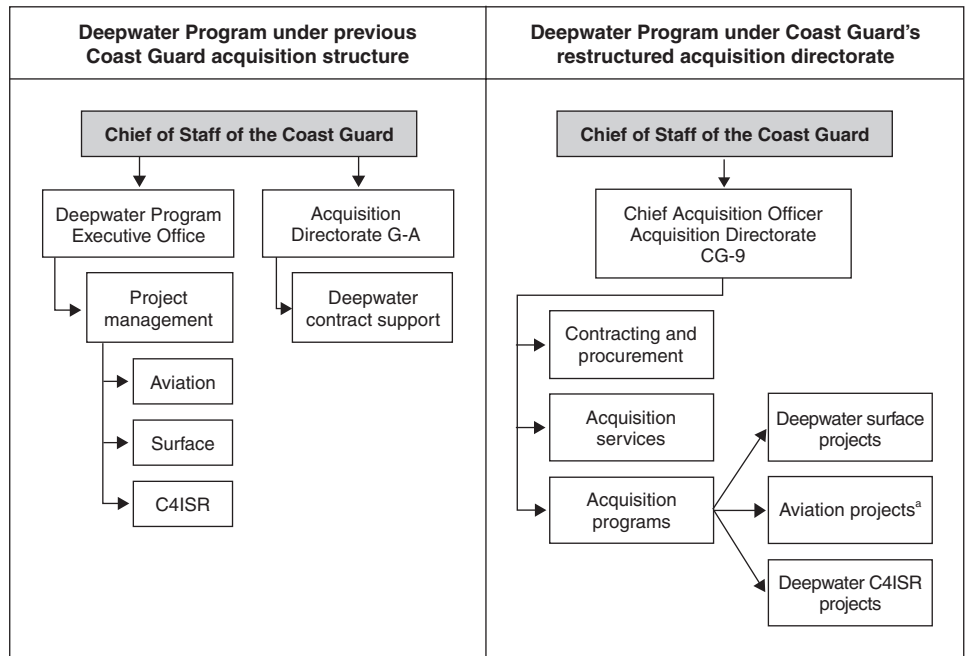 Deepwater Program under previous
Coast Guard acquisition structure
Chief of Staff of the Coast Guard
Deepwater Program
Executive Office
Acquisition
Directorate G-A
Project
management
Deepwater
contract support
Aviation
Surface
C4ISR
Deepwater Program under Coast Guard's
restructured acquisition directorate
Chief of Staff of the Coast Guard
Chief Acquisition Officer
Acquisition Directorate
CG-9
Contracting and
procurement
Acquisition
services
Acquisition
programs
Deepwater surface
projects
Aviation projectsᵃ
Deepwater C4ISR
projects